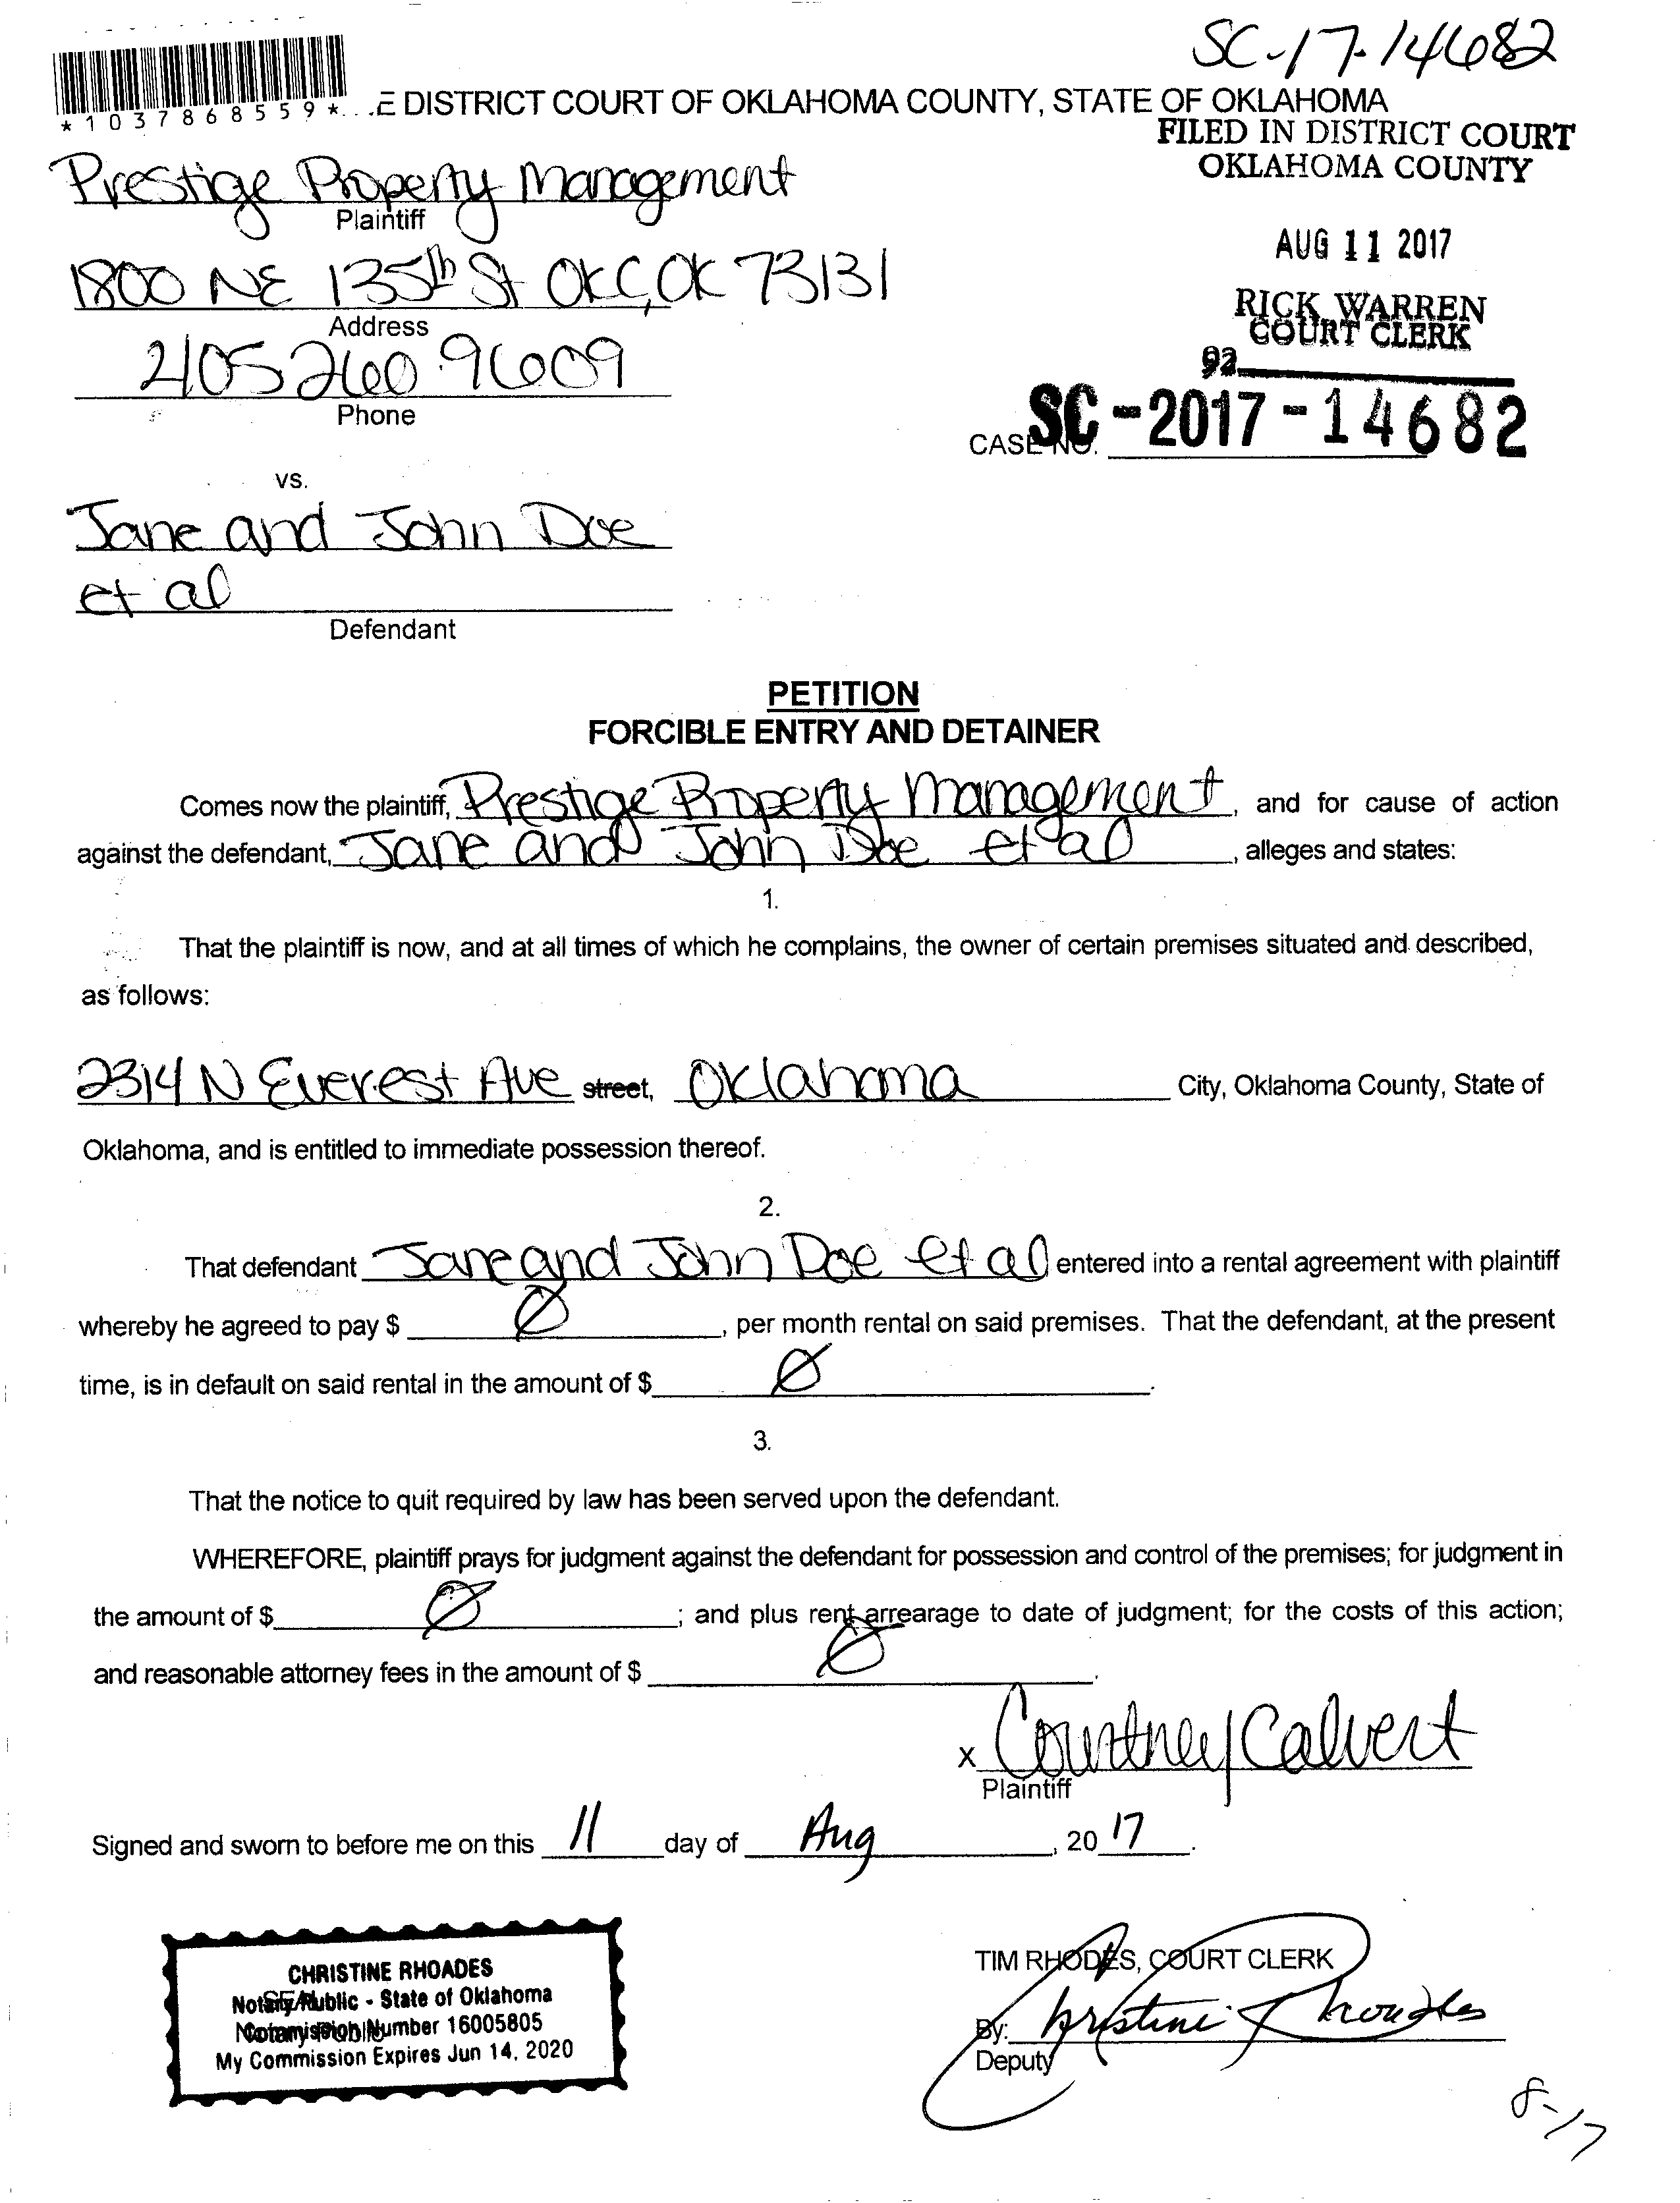 SC-17-14682
*1037868559*
E DISTRICT COURT OF OKLAHOMA COUNTY, STATE OF OKLAHOMA
FILED IN DISTRICT COURT
OKLAHOMA COUNTY
Prestige Property Management
Plaintiff
AUG 11 2017
1800 NE 135th St OKC, OK 73131
Address
RICK WARREN
COURT CLERK
405 260 9609
92
Phone
CASE NO. SC-2017-14682
vs.
Jane and John Doe
et al
Defendant
PETITION
FORCIBLE ENTRY AND DETAINER
Comes now the plaintiff, Prestige Property Management, and for cause of action
against the defendant, Jane and John Doe et al, alleges and states:
1.
That the plaintiff is now, and at all times of which he complains, the owner of certain premises situated and described,
as follows:
2314 N Everest Ave street, Oklahoma City, Oklahoma County, State of
Oklahoma, and is entitled to immediate possession thereof.
2.
That defendant Jane and John Doe et al entered into a rental agreement with plaintiff
whereby he agreed to pay $ Ø, per month rental on said premises. That the defendant, at the present
time, is in default on said rental in the amount of $ Ø.
3.
That the notice to quit required by law has been served upon the defendant.
WHEREFORE, plaintiff prays for judgment against the defendant for possession and control of the premises; for judgment in
the amount of $ Ø; and plus rent arrearage to date of judgment; for the costs of this action;
and reasonable attorney fees in the amount of $ Ø.
x Courtney Calvert
Plaintiff
Signed and sworn to before me on this 11 day of Aug, 2017.
CHRISTINE RHOADES
Notary Public - State of Oklahoma
Number 16005805
My Commission Expires Jun 14, 2020
TIM RHODES, COURT CLERK
By: Christine Rhoades
Deputy
8-17